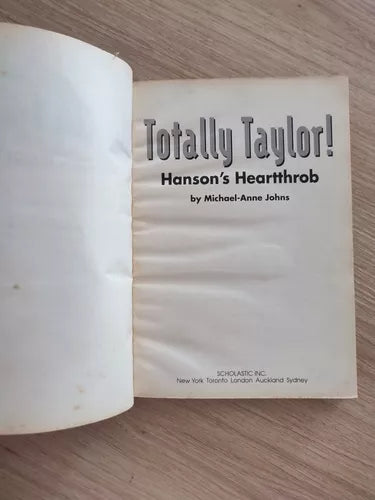 Totally Taylor!
Hanson's Heartthrob
by Michael-Anne Johns
SCHOLASTIC INC.
New York Toronto London Auckland Sydney